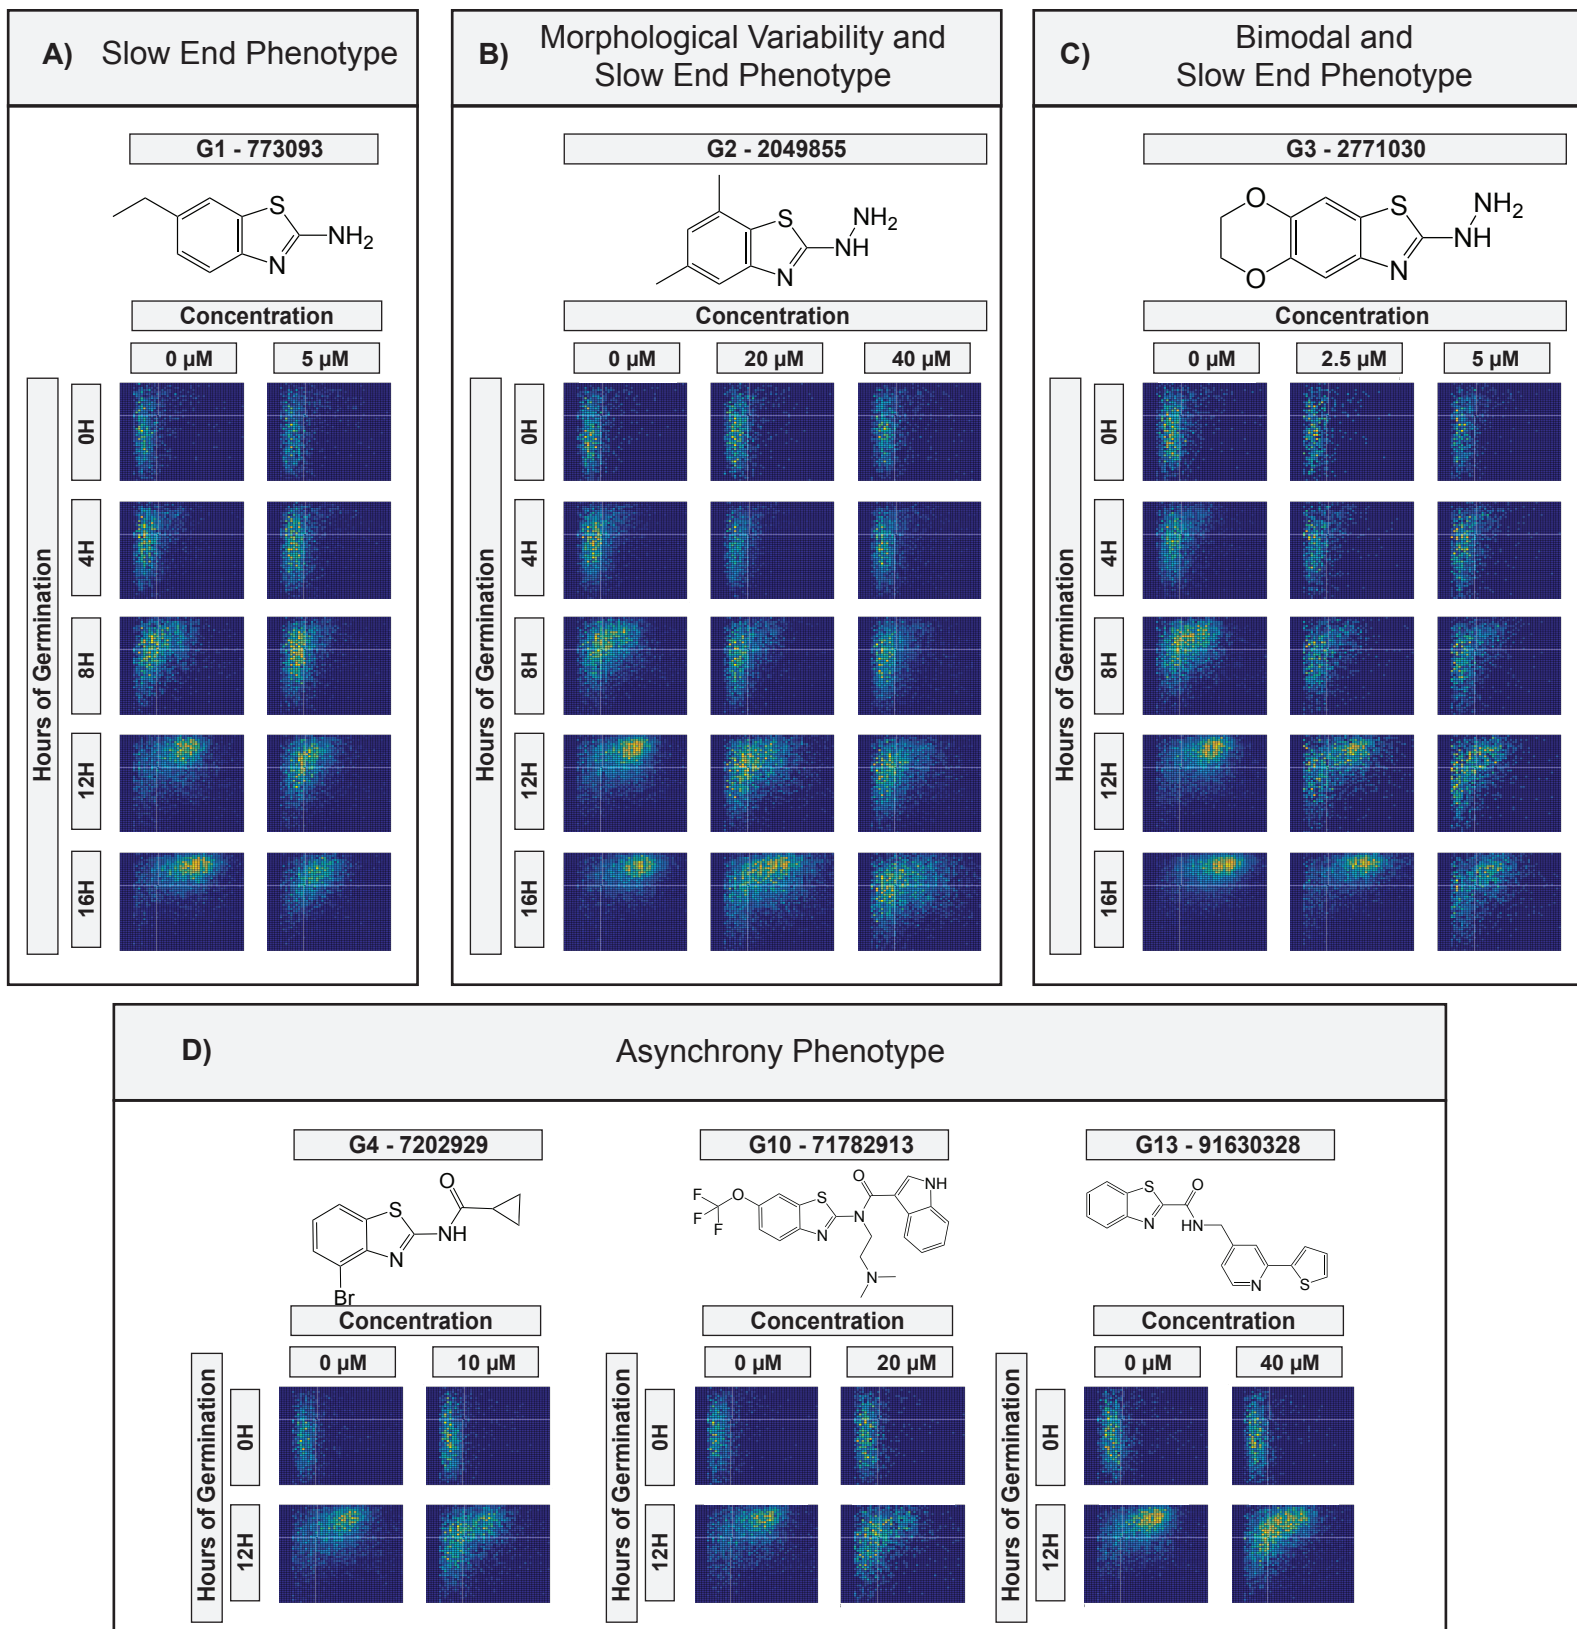 A) Slow End Phenotype
G1 - 773093
S
N
NH2
Concentration
0 µM 5 µM
Hours of Germination
0H
4H
8H
12H
16H
B) Morphological Variability and
Slow End Phenotype
G2 - 2049855
S
N
NH
NH2
Concentration
0 µM 20 µM 40 µM
Hours of Germination
0H
4H
8H
12H
16H
C) Bimodal and
Slow End Phenotype
G3 - 2771030
O
O
S
N
NH
NH2
Concentration
0 µM 2.5 µM 5 µM
Hours of Germination
0H
4H
8H
12H
16H
D) Asynchrony Phenotype
G4 - 7202929
O
S
N
NH
Br
Concentration
0 µM 10 µM
Hours of Germination
0H
12H
G10 - 71782913
F
F
F
O
S
N
N
O
NH
N
Concentration
0 µM 20 µM
Hours of Germination
0H
12H
G13 - 91630328
S
N
O
NH
N
S
Concentration
0 µM 40 µM
Hours of Germination
0H
12H